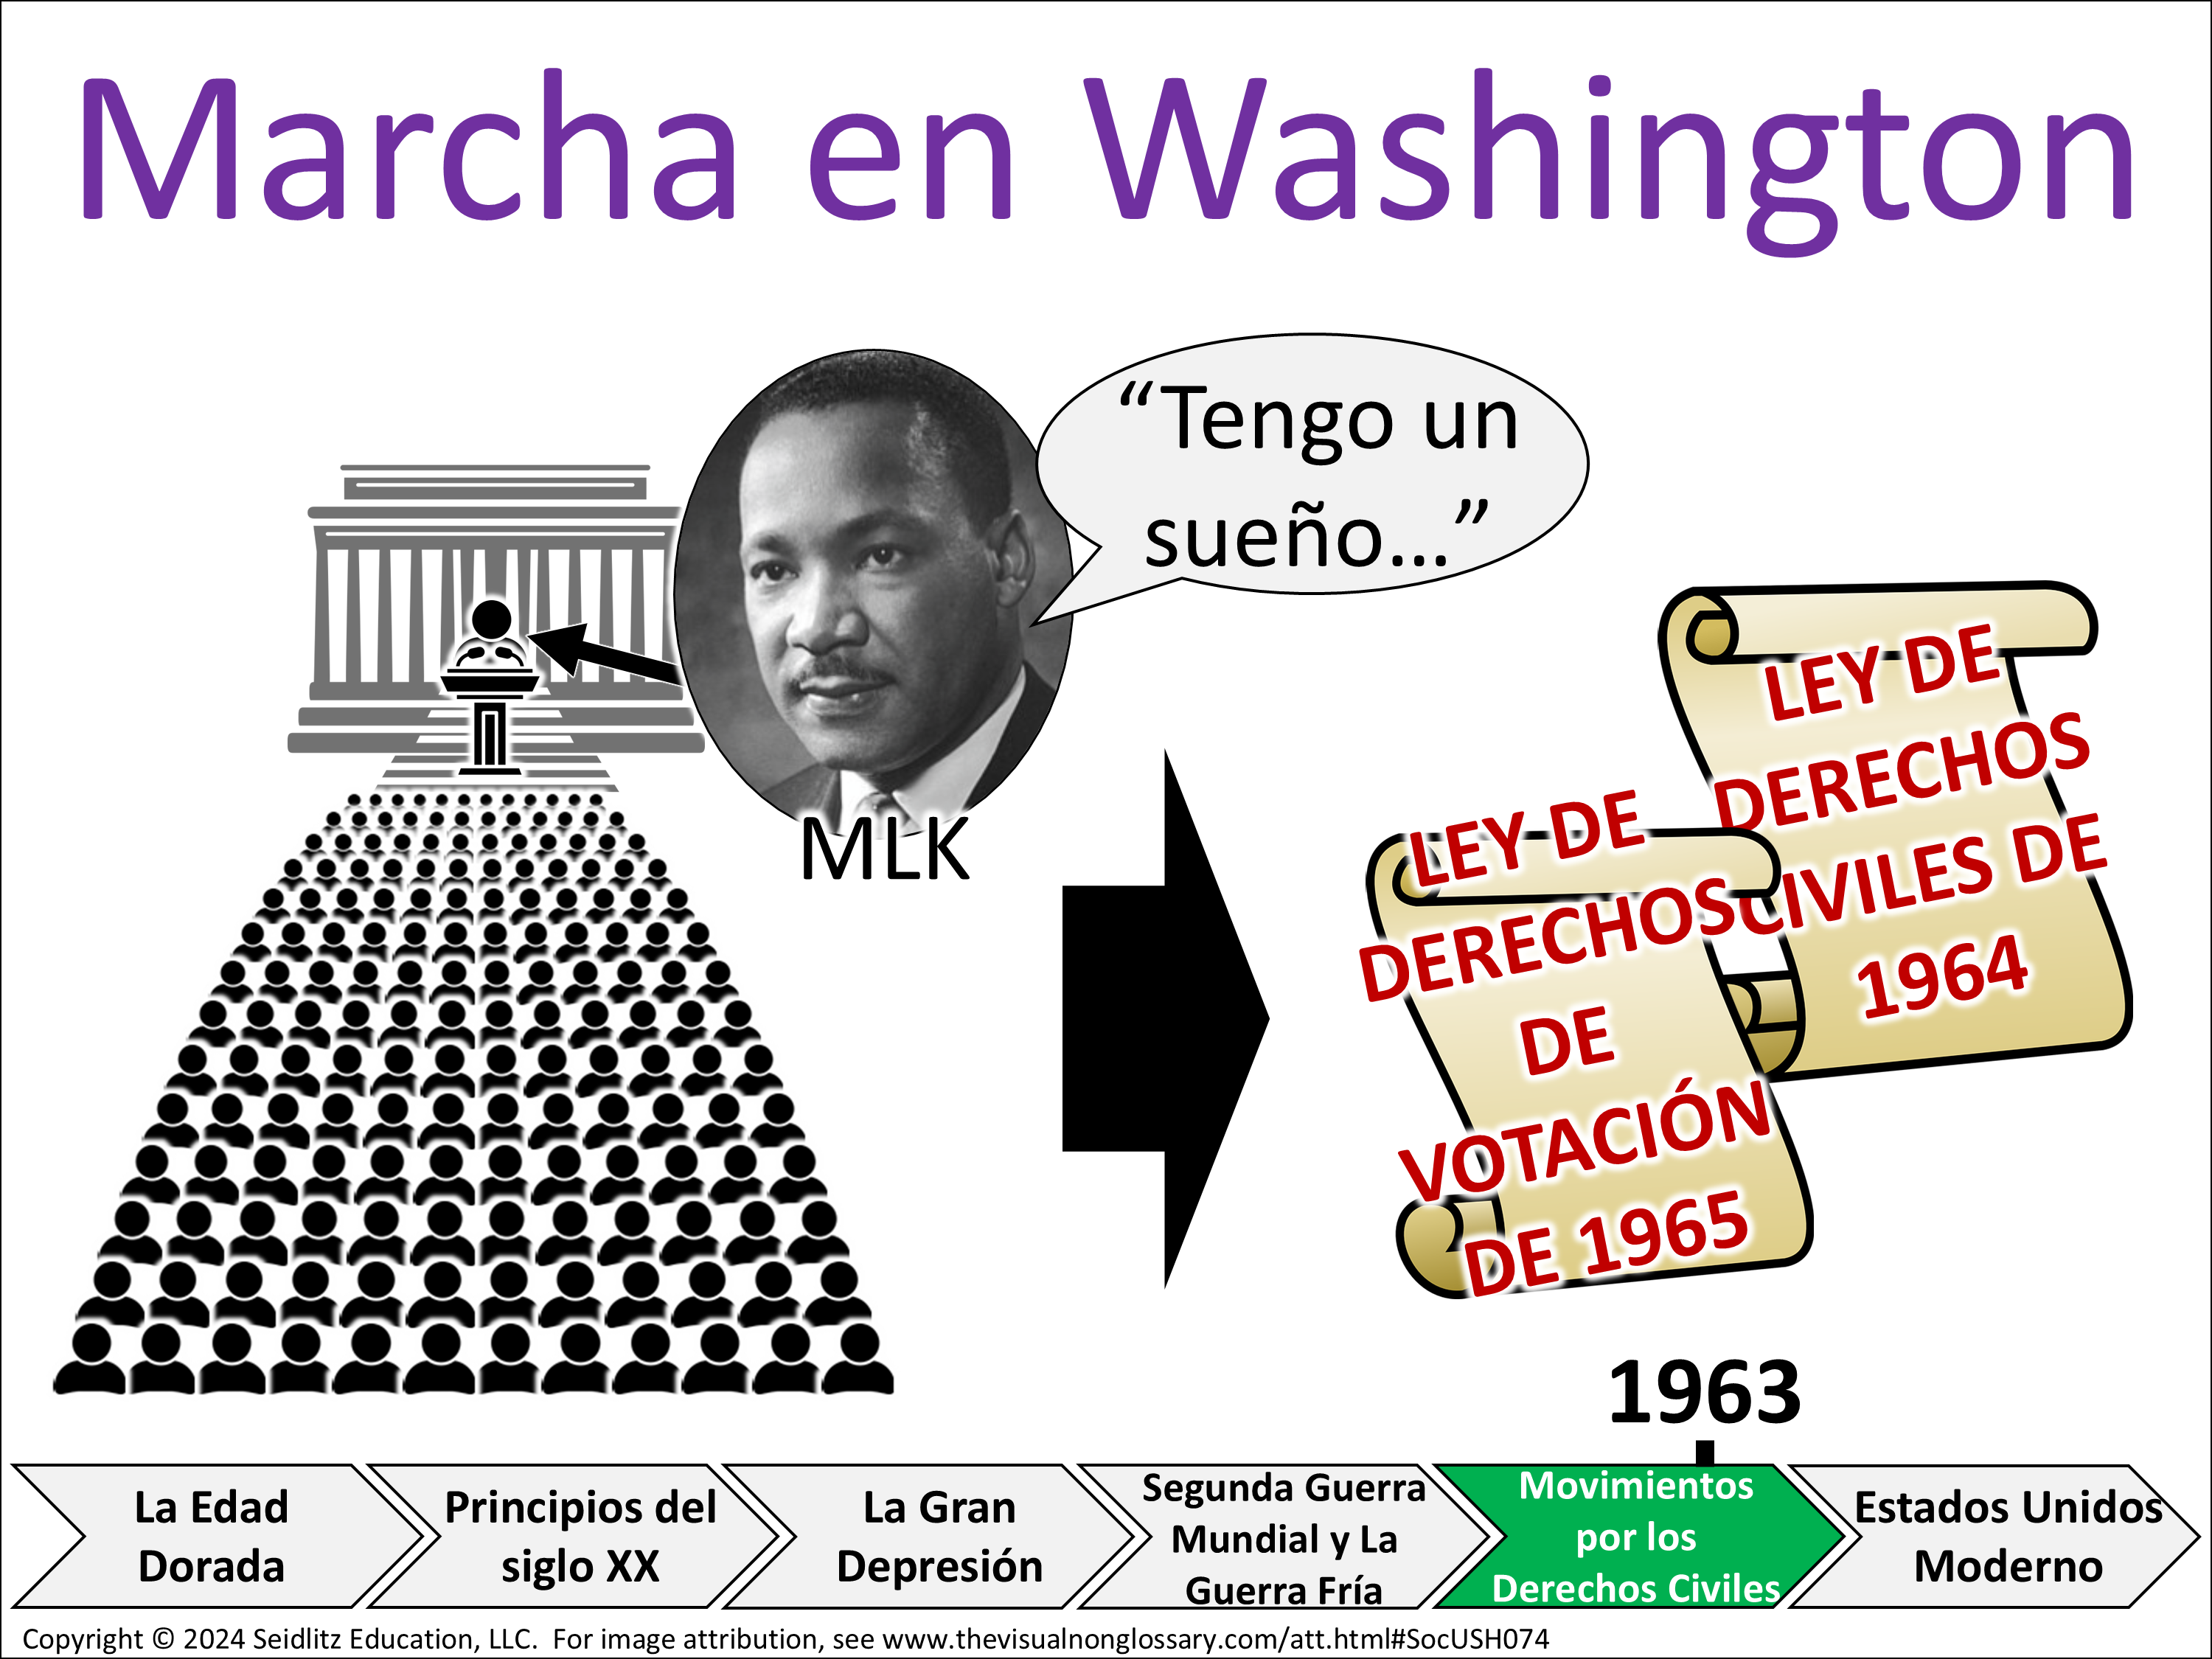 Marcha en Washington
“Tengo un
sueño...”
MLK
LEY DE
DERECHOS
CIVILES DE
1964
LEY DE
DERECHOS
DE
VOTACIÓN
DE 1965
1963
La Edad
Dorada
Principios del
siglo XX
La Gran
Depresión
Segunda Guerra
Mundial y La
Guerra Fría
Movimientos
por los
Derechos Civiles
Estados Unidos
Moderno
Copyright © 2024 Seidlitz Education, LLC.  For image attribution, see www.thevisualnonglossary.com/att.html#SocUSH074